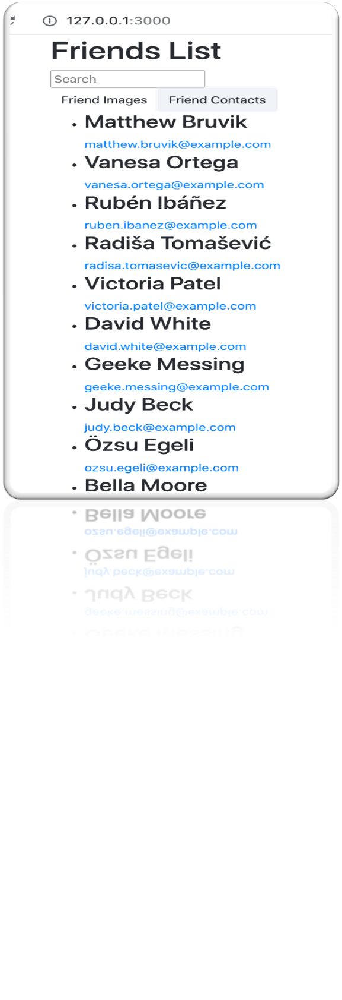 127.0.0.1:3000
Friends List
Search
Friend Images Friend Contacts
• Matthew Bruvik
matthew.bruvik@example.com
• Vanesa Ortega
vanesa.ortega@example.com
• Rubén Ibáñez
ruben.ibanez@example.com
• Radiša Tomašević
radisa.tomasevic@example.com
• Victoria Patel
victoria.patel@example.com
• David White
david.white@example.com
• Geeke Messing
geeke.messing@example.com
• Judy Beck
judy.beck@example.com
• Özsu Egeli
ozsu.egeli@example.com
• Bella Moore